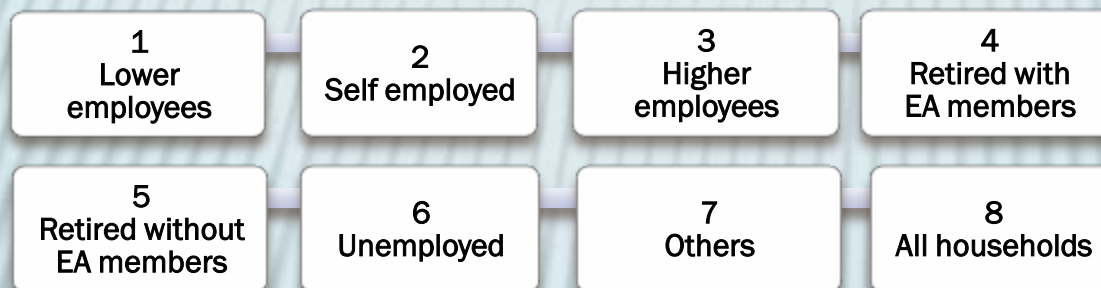 1
Lower
employees
2
Self employed
3
Higher
employees
4
Retired with
EA members
5
Retired without
EA members
6
Unemployed
7
Others
8
All households